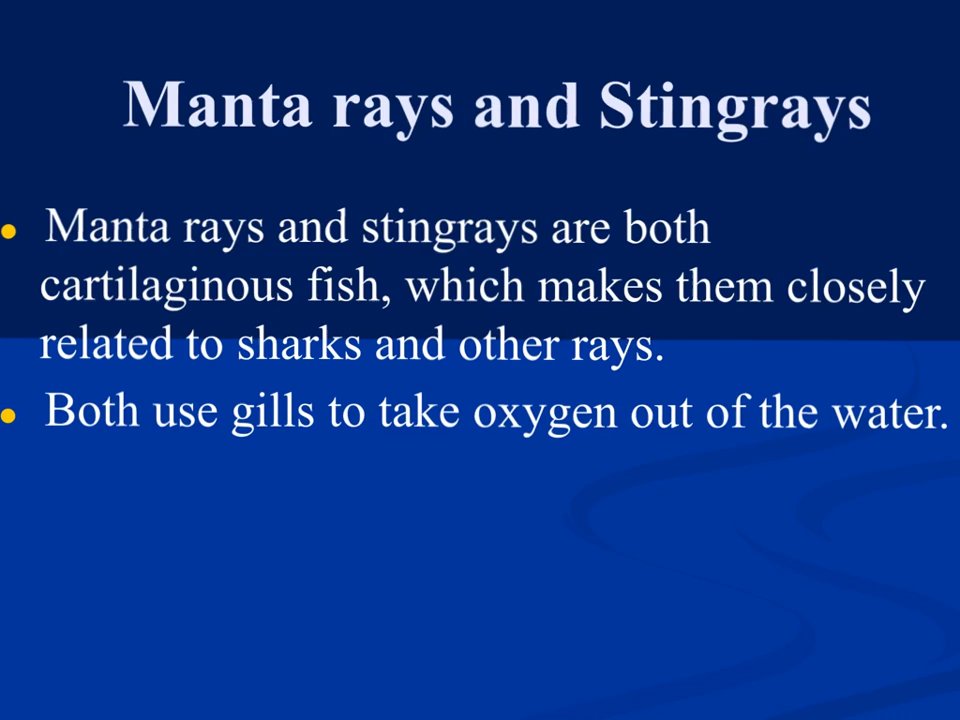 Manta rays and Stingrays
● Manta rays and stingrays are both
cartilaginous fish, which makes them closely
related to sharks and other rays.
● Both use gills to take oxygen out of the water.